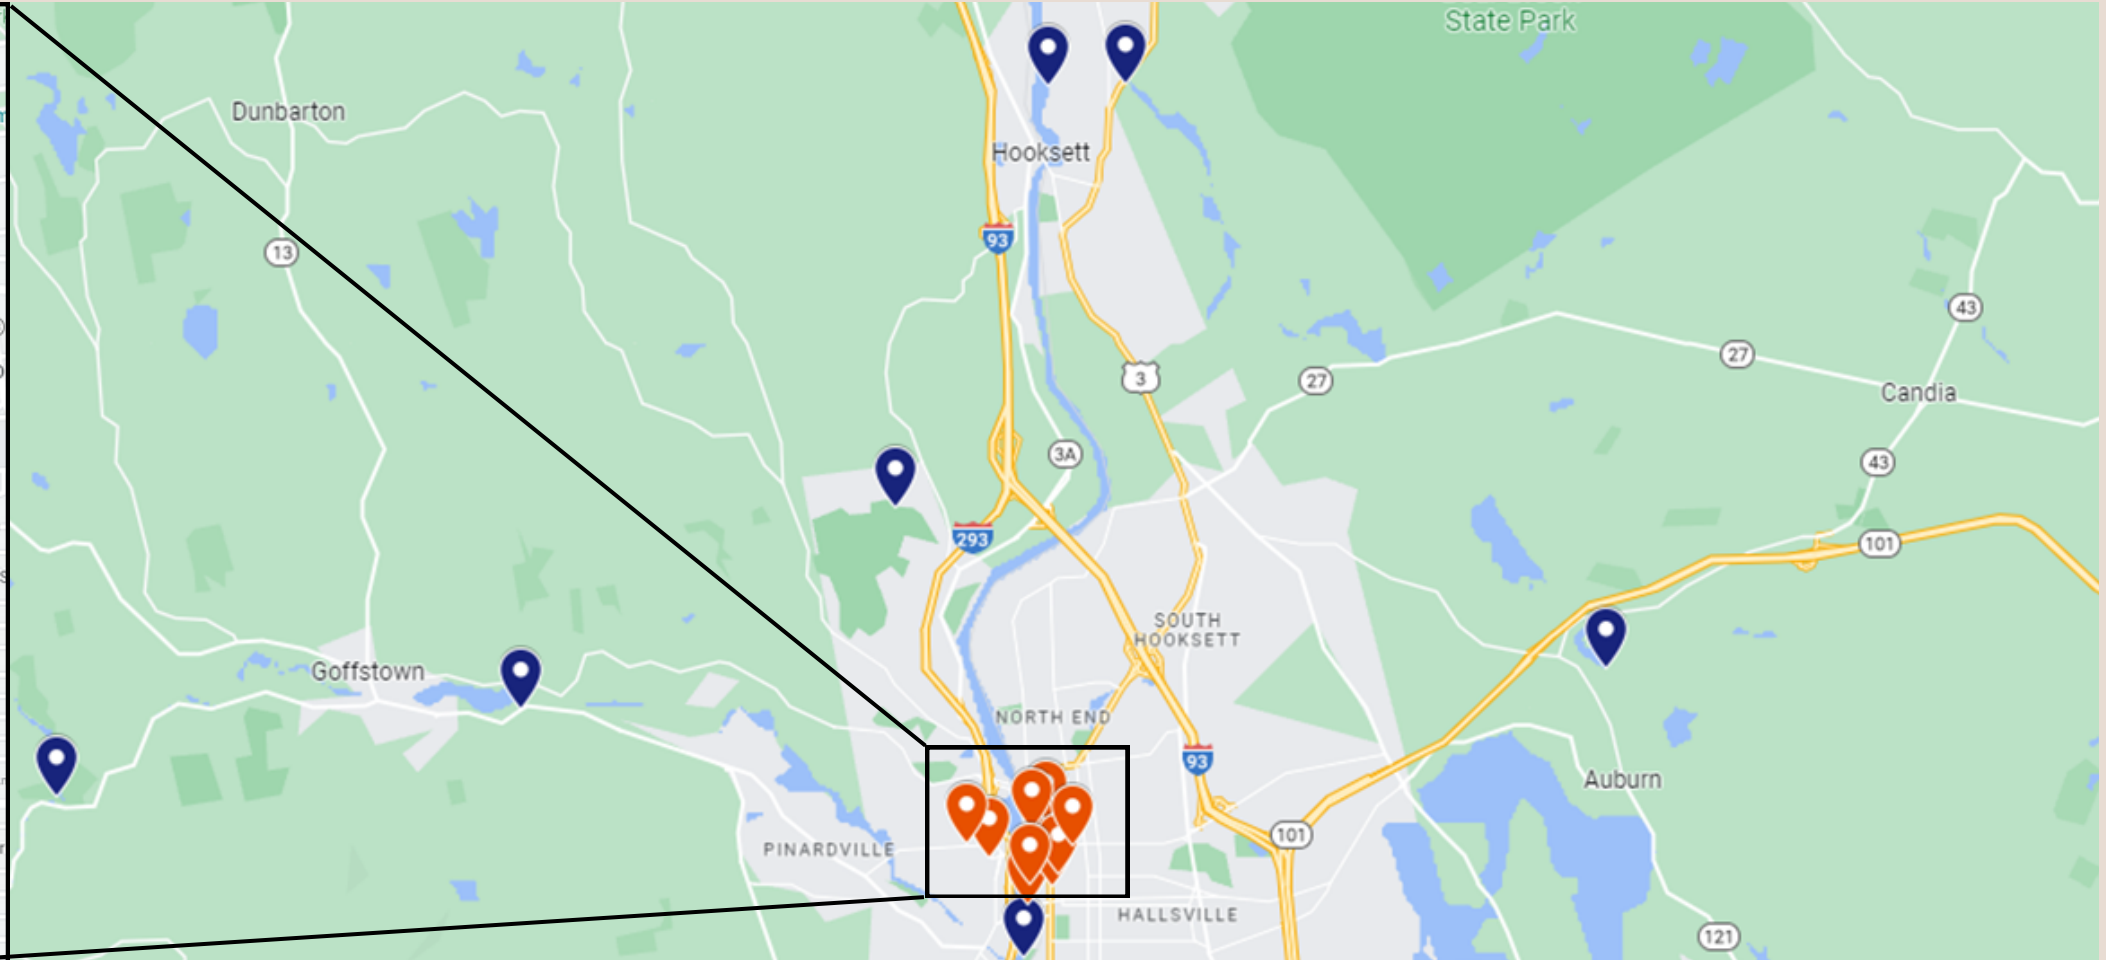 State Park
Dunbarton
Hooksett
93
13
43
27
3
27
Candia
3A
43
293
101
SOUTH
HOOKSETT
Goffstown
NORTH END
93
Auburn
101
PINARDVILLE
HALLSVILLE
121